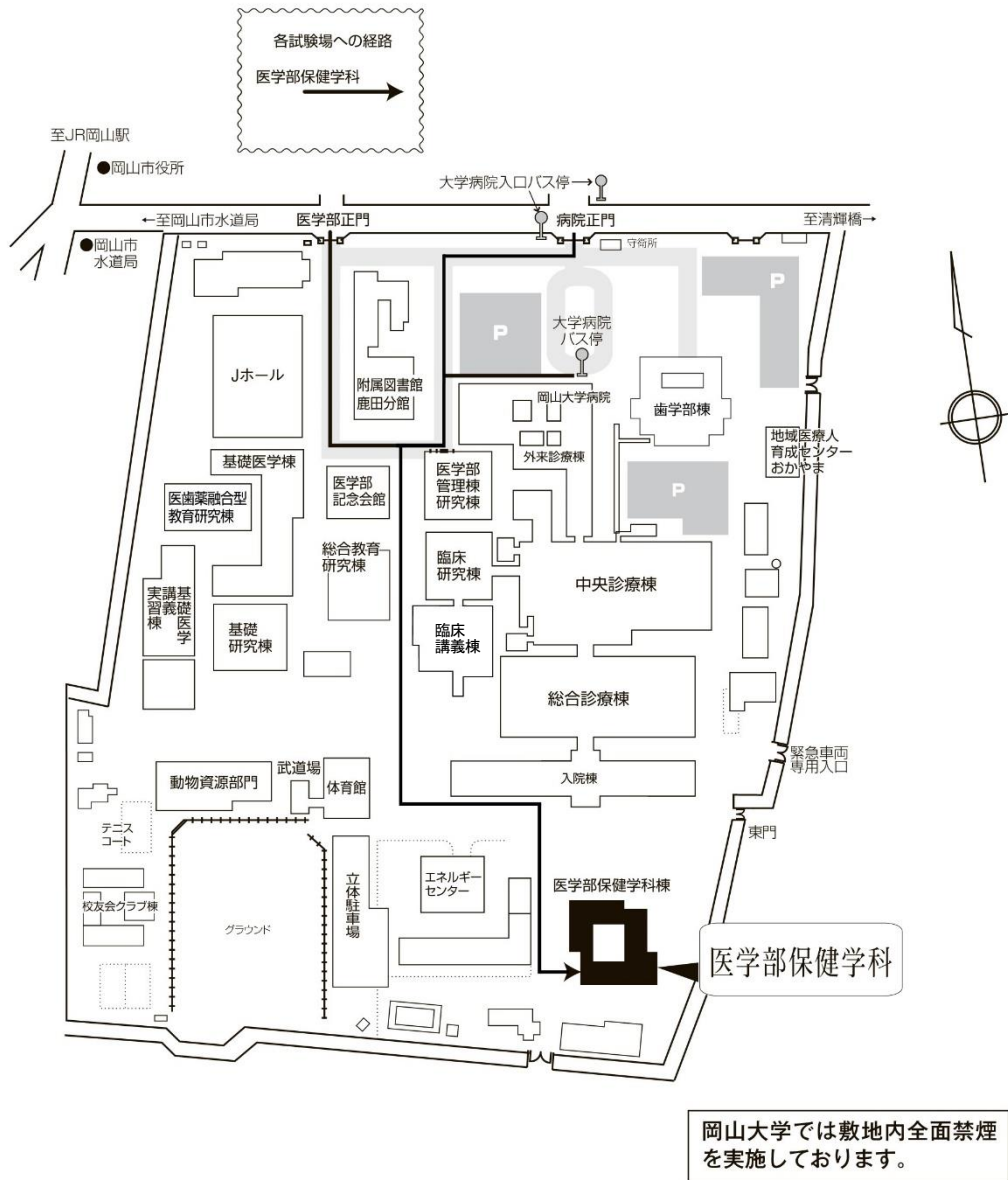 各試験場への経路
医学部保健学科
至JR岡山駅
●岡山市役所
大学病院入口バス停→
←至岡山市水道局
医学部正門
病院正門
至清輝橋→
●岡山市
水道局
守衛所
P
P
大学病院
バス停
Jホール
附属図書館
鹿田分館
岡山大学病院
歯学部棟
外来診療棟
地域医療人
育成センター
おかやま
基礎医学棟
医学部
記念会館
医学部
管理棟
研究棟
P
医歯薬融合型
教育研究棟
総合教育
研究棟
臨床
研究棟
中央診療棟
基礎医学
講義
実習棟
基礎
研究棟
臨床
講義棟
総合診療棟
緊急車両
専用入口
動物資源部門
武道場
体育館
入院棟
東門
テニス
コート
立体駐車場
エネルギー
センター
医学部保健学科棟
校友会クラブ棟
グラウンド
医学部保健学科
岡山大学では敷地内全面禁煙
を実施しております。